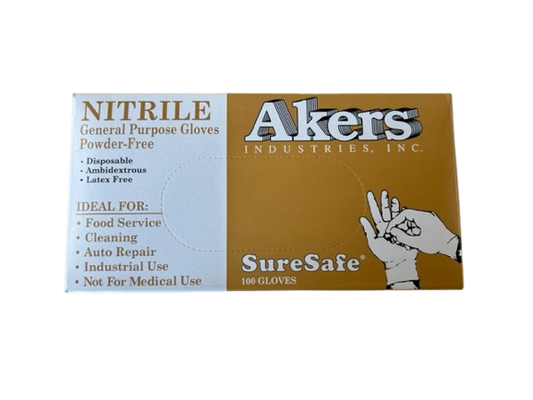 NITRILE
General Purpose Gloves
Powder-Free
• Disposable
• Ambidextrous
• Latex Free
IDEAL FOR:
• Food Service
• Cleaning
• Auto Repair
• Industrial Use
• Not For Medical Use
Akers
INDUSTRIES, INC.
SureSafe®
100 GLOVES